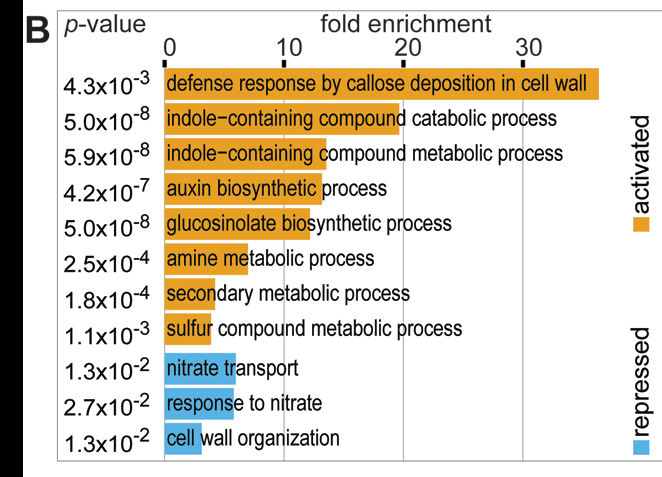 B
p-value fold enrichment
0 10 20 30
4.3x10⁻³ defense response by callose deposition in cell wall
5.0x10⁻⁸ indole−containing compound catabolic process
5.9x10⁻⁸ indole−containing compound metabolic process
4.2x10⁻⁷ auxin biosynthetic process
5.0x10⁻⁸ glucosinolate biosynthetic process
2.5x10⁻⁴ amine metabolic process
1.8x10⁻⁴ secondary metabolic process
1.1x10⁻³ sulfur compound metabolic process
1.3x10⁻² nitrate transport
2.7x10⁻² response to nitrate
1.3x10⁻² cell wall organization
activated
repressed